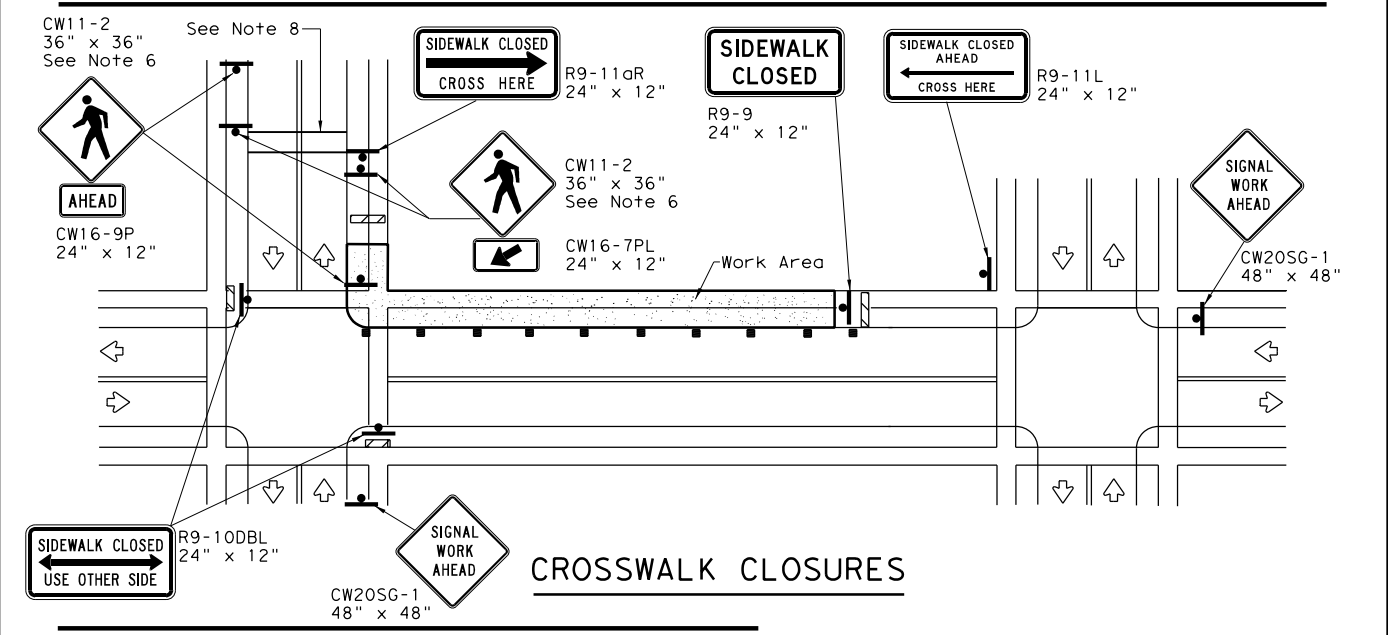 CW11-2
36" x 36"
See Note 6
See Note 8
SIDEWALK CLOSED
CROSS HERE
R9-11aR
24" x 12"
SIDEWALK
CLOSED
R9-9
24" x 12"
SIDEWALK CLOSED
AHEAD
CROSS HERE
R9-11L
24" x 12"
AHEAD
CW16-9P
24" x 12"
CW11-2
36" x 36"
See Note 6
CW16-7PL
24" x 12"
Work Area
SIGNAL
WORK
AHEAD
CW20SG-1
48" x 48"
SIDEWALK CLOSED
USE OTHER SIDE
R9-10DBL
24" x 12"
SIGNAL
WORK
AHEAD
CW20SG-1
48" x 48"
CROSSWALK CLOSURES